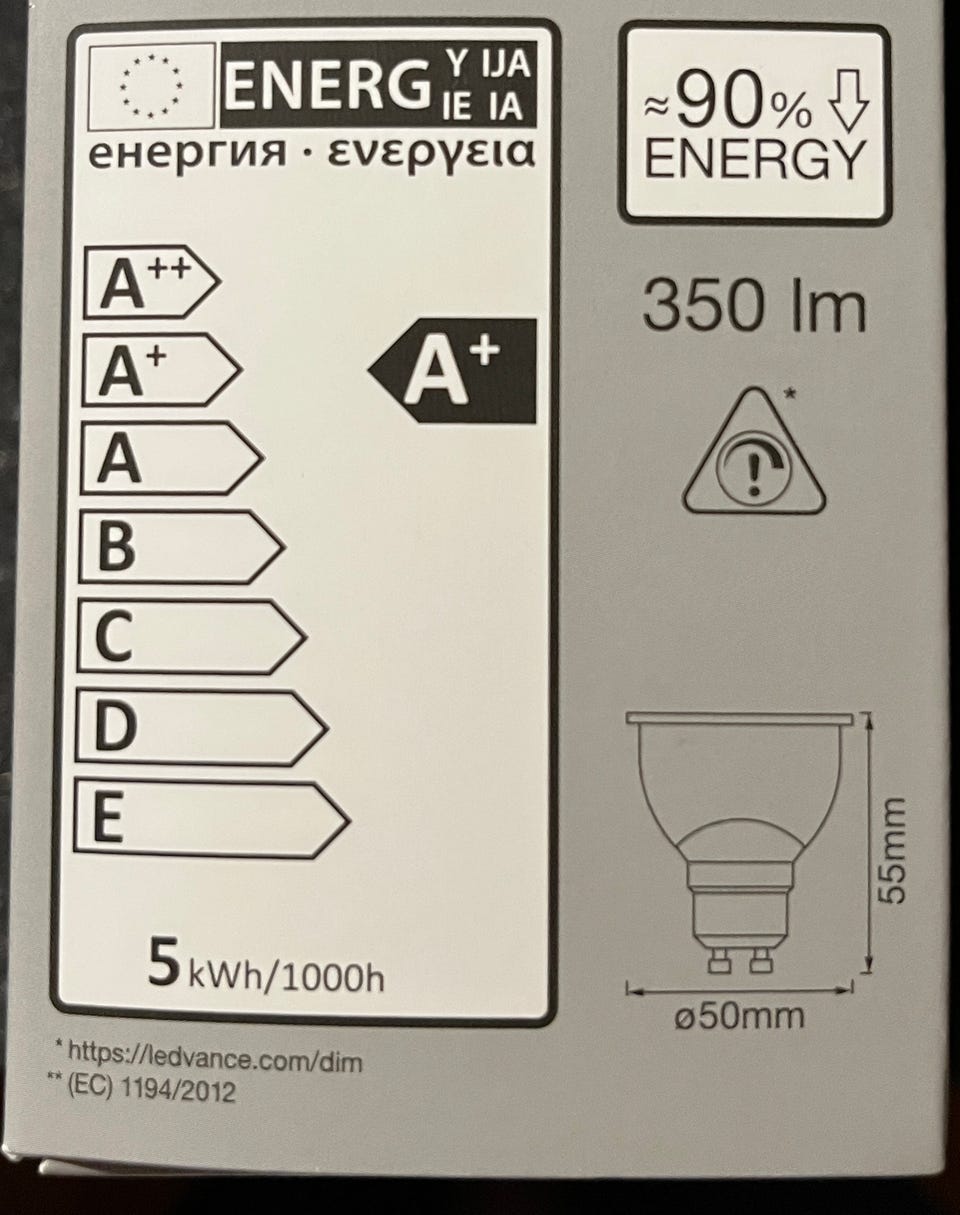 ENERG Y IJA
IE IA
енергия · ενεργεια
A++
A+
A
B
C
D
E
A+
5 kWh/1000h
* https://ledvance.com/dim
** (EC) 1194/2012
≈90%
ENERGY
350 lm
!
*
55mm
ø50mm